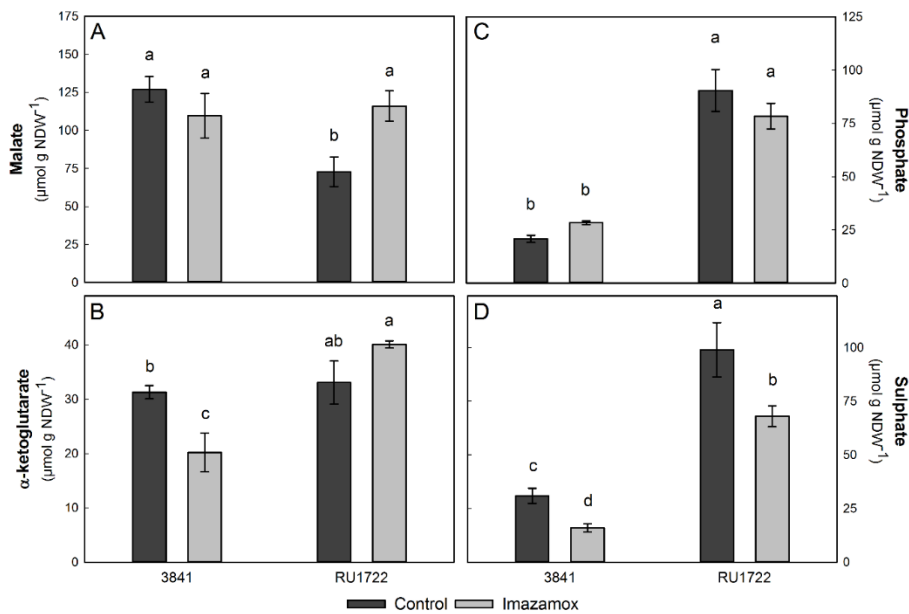 A
Malate
(µmol g NDW⁻¹)
175
150
125
100
75
50
25
0
a
a
b
a
C
Phosphate
(µmol g NDW⁻¹)
125
100
75
50
25
0
b
b
a
a
B
α-ketoglutarate
(µmol g NDW⁻¹)
40
30
20
10
0
b
c
ab
a
3841
RU1722
D
Sulphate
(µmol g NDW⁻¹)
100
75
50
25
0
c
d
a
b
3841
RU1722
Control
Imazamox